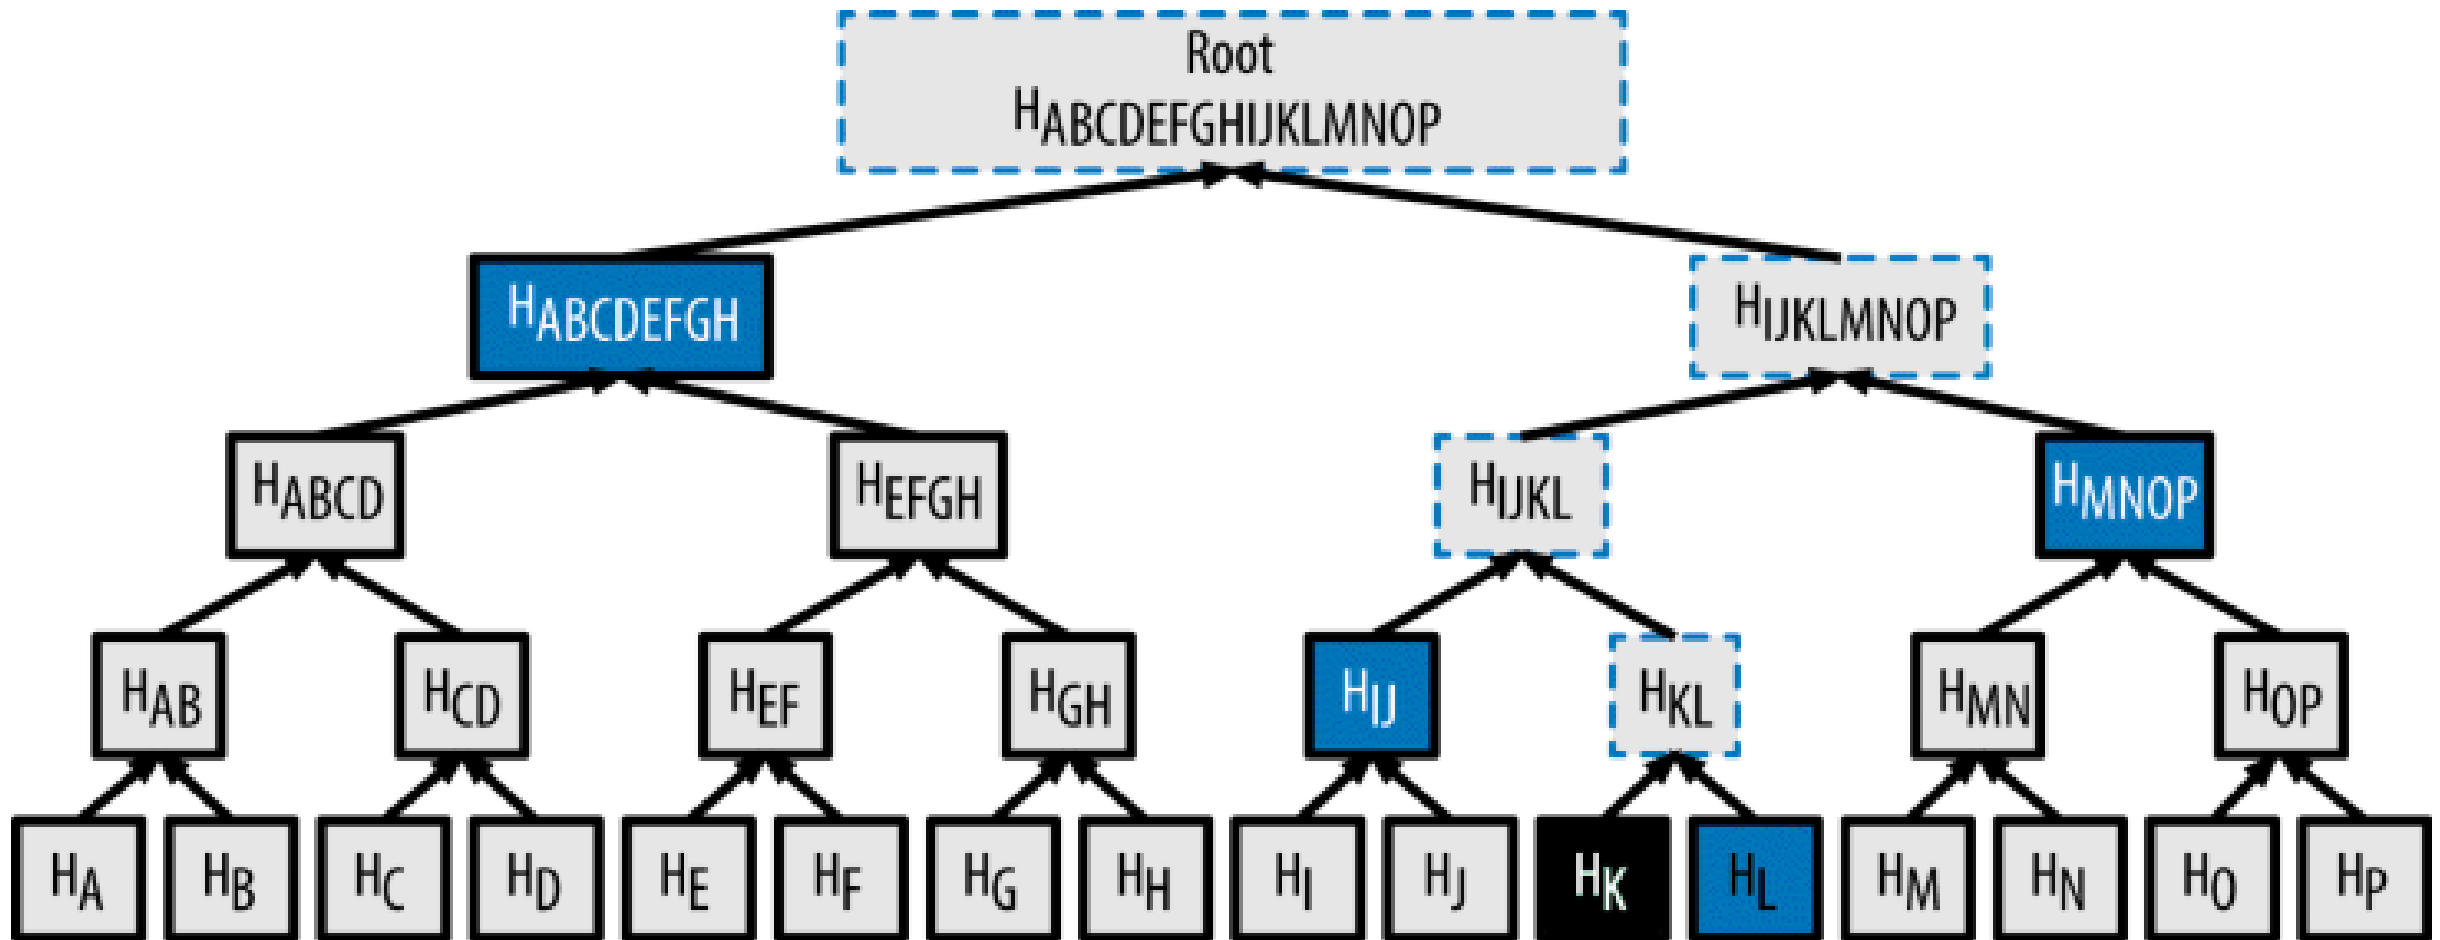 Root
HABCDEFGHIJKLMNOP
HABCDEFGH
HIJKLMNOP
HABCD
HEFGH
HIJKL
HMNOP
HAB
HCD
HEF
HGH
HIJ
HKL
HMN
HOP
HA
HB
HC
HD
HE
HF
HG
HH
HI
HJ
HK
HL
HM
HN
HO
HP